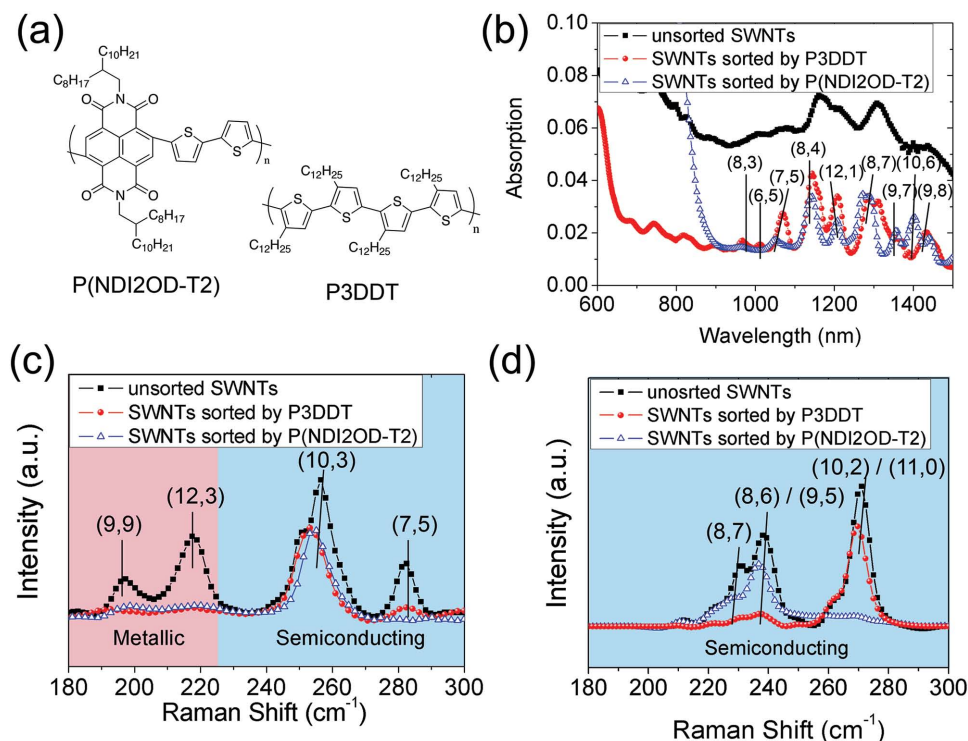 (a)
C10H21
C8H17
O
N
O
S
S
n
O
N
O
C8H17
C10H21
P(NDI2OD-T2)
C12H25
C12H25
S
S
S
S
n
C12H25
C12H25
P3DDT
(b)
0.10
0.08
0.06
0.04
0.02
0.00
Absorption
unsorted SWNTs
SWNTs sorted by P3DDT
SWNTs sorted by P(NDI2OD-T2)
(8,3)
(6,5)
(7,5)
(8,4)
(12,1)
(8,7)
(9,7)
(10,6)
(9,8)
600 800 1000 1200 1400
Wavelength (nm)
(c)
Intensity (a.u.)
unsorted SWNTs
SWNTs sorted by P3DDT
SWNTs sorted by P(NDI2OD-T2)
(9,9)
(12,3)
(10,3)
(7,5)
Metallic
Semiconducting
180 200 220 240 260 280 300
Raman Shift (cm-1)
(d)
Intensity (a.u.)
unosrted SWNTs
SWNTs sorted by P3DDT
SWNTs sorted by P(NDI2OD-T2)
(8,7)
(8,6) / (9,5)
(10,2) / (11,0)
Semiconducting
180 200 220 240 260 280 300
Raman Shift (cm-1)